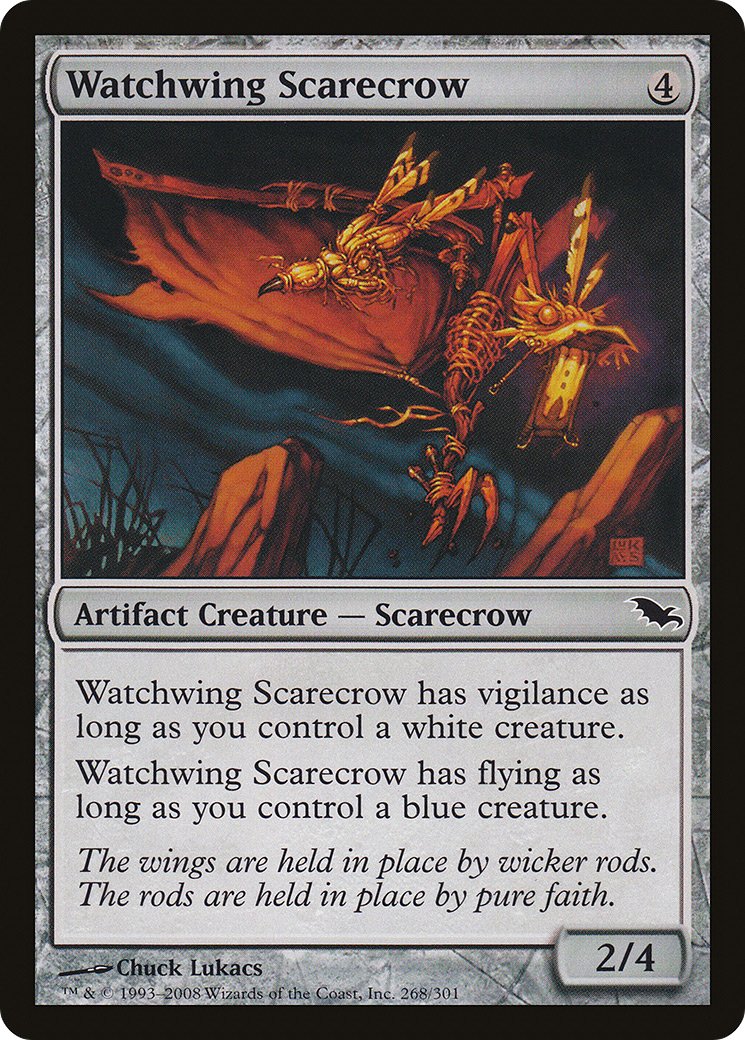 Watchwing Scarecrow 4
Artifact Creature — Scarecrow
Watchwing Scarecrow has vigilance as
long as you control a white creature.
Watchwing Scarecrow has flying as
long as you control a blue creature.
The wings are held in place by wicker rods.
The rods are held in place by pure faith.
2/4
Chuck Lukacs
™ & © 1993–2008 Wizards of the Coast, Inc. 268/301